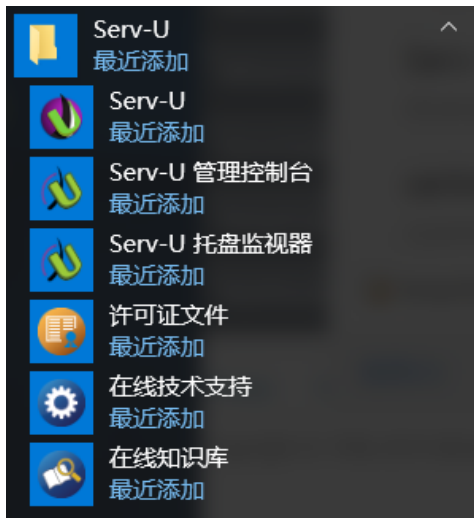 Serv-U
最近添加
Serv-U
最近添加
Serv-U 管理控制台
最近添加
Serv-U 托盘监视器
最近添加
许可证文件
最近添加
在线技术支持
最近添加
在线知识库
最近添加